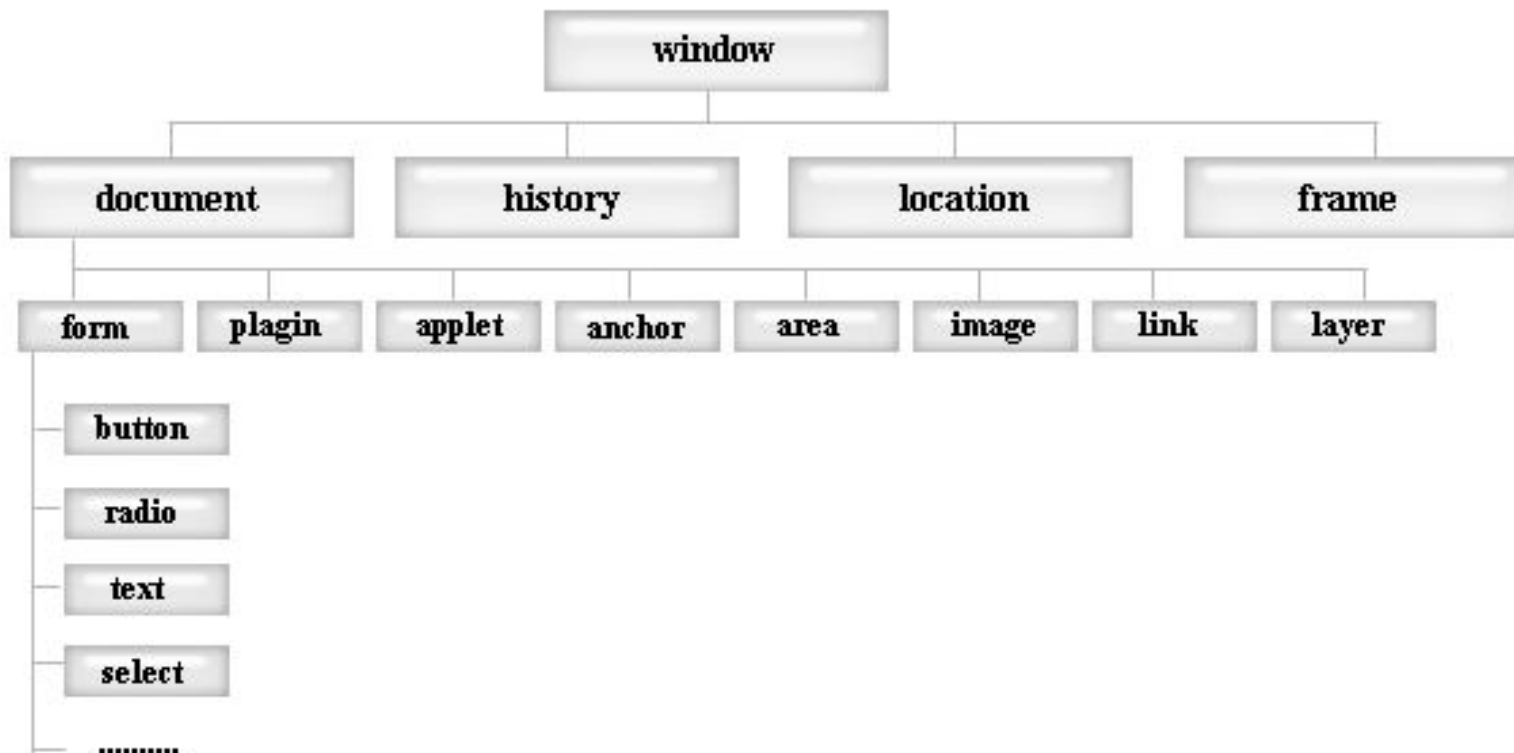 window
document history location frame
form plagin applet anchor area image link layer
button
radio
text
select